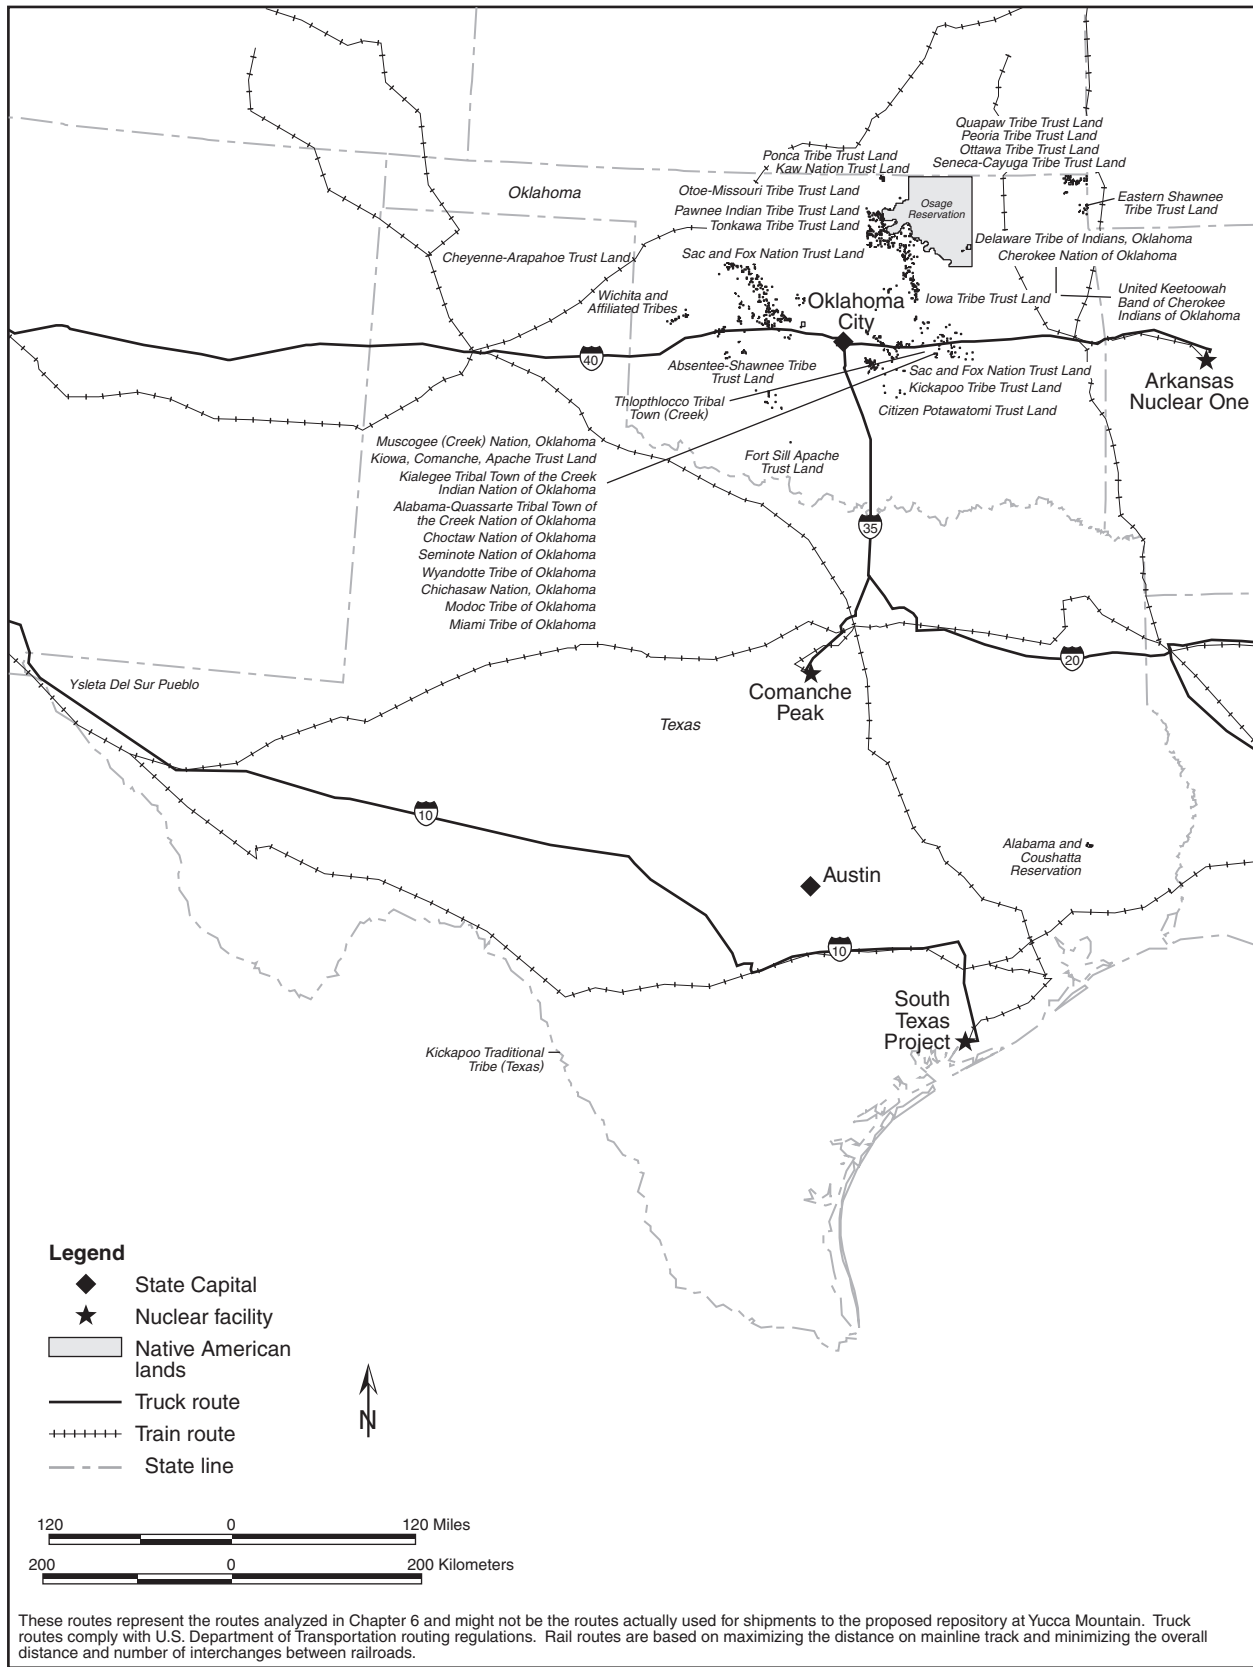 Quapaw Tribe Trust Land
Peoria Tribe Trust Land
Ottawa Tribe Trust Land
Seneca-Cayuga Tribe Trust Land
Ponca Tribe Trust Land
Kaw Nation Trust Land
Oklahoma
Otoe-Missouri Tribe Trust Land
Osage
Reservation
Eastern Shawnee
Tribe Trust Land
Pawnee Indian Tribe Trust Land
Tonkawa Tribe Trust Land
Delaware Tribe of Indians, Oklahoma
Cherokee Nation of Oklahoma
Cheyenne-Arapahoe Trust Land
Sac and Fox Nation Trust Land
Wichita and
Affiliated Tribes
Oklahoma
City
Iowa Tribe Trust Land
United Keetoowah
Band of Cherokee
Indians of Oklahoma
40
Absentee-Shawnee Tribe
Trust Land
Sac and Fox Nation Trust Land
Kickapoo Tribe Trust Land
Arkansas
Nuclear One
Thlopthlocco Tribal
Town (Creek)
Citizen Potawatomi Trust Land
Muscogee (Creek) Nation, Oklahoma
Kiowa, Comanche, Apache Trust Land
Kialegee Tribal Town of the Creek
Indian Nation of Oklahoma
Alabama-Quassarte Tribal Town of
the Creek Nation of Oklahoma
Choctaw Nation of Oklahoma
Seminote Nation of Oklahoma
Wyandotte Tribe of Oklahoma
Chichasaw Nation, Oklahoma
Modoc Tribe of Oklahoma
Miami Tribe of Oklahoma
Fort Sill Apache
Trust Land
35
20
Ysleta Del Sur Pueblo
Comanche
Peak
Texas
10
Alabama and
Coushatta
Reservation
Austin
10
South
Texas
Project
Kickapoo Traditional
Tribe (Texas)
Legend
State Capital
Nuclear facility
Native American
lands
Truck route
Train route
State line
N
120 0 120 Miles
200 0 200 Kilometers
These routes represent the routes analyzed in Chapter 6 and might not be the routes actually used for shipments to the proposed repository at Yucca Mountain. Truck
routes comply with U.S. Department of Transportation routing regulations. Rail routes are based on maximizing the distance on mainline track and minimizing the overall
distance and number of interchanges between railroads.